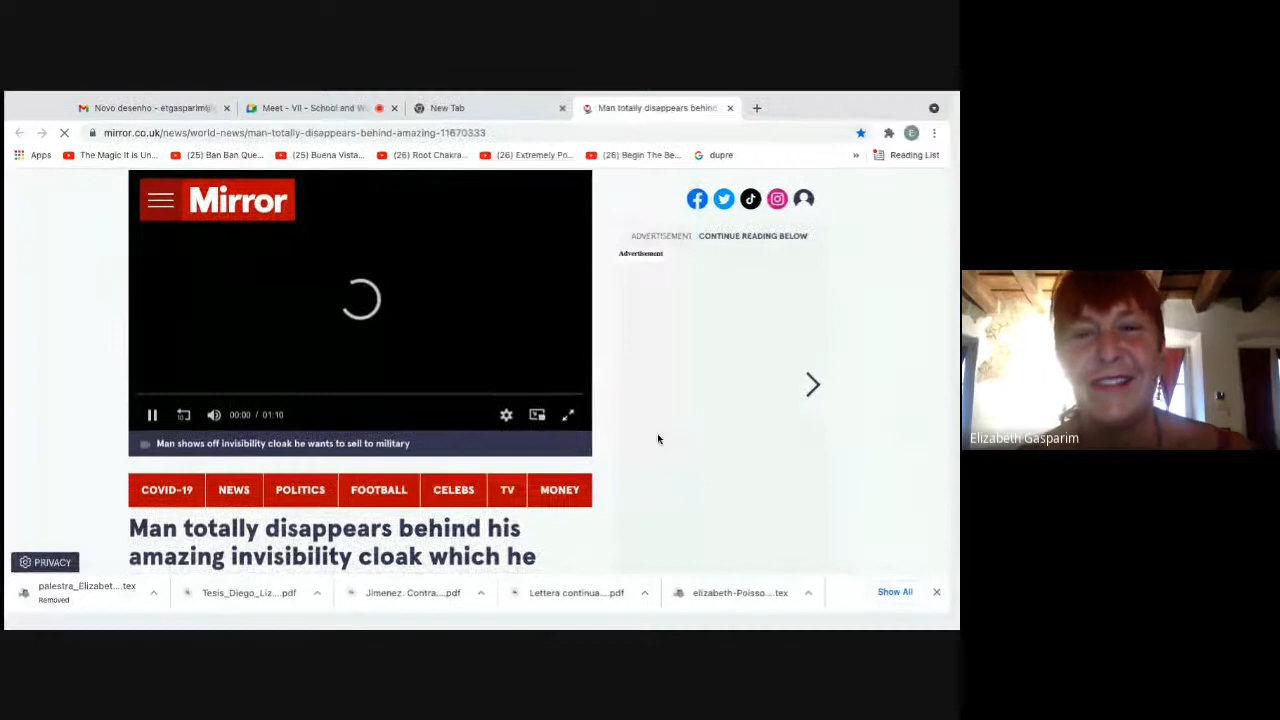 Novo desenho - etgasparim@
Meet - VII - School and W
New Tab
Man totally disappears behind
mirror.co.uk/news/world-news/man-totally-disappears-behind-amazing-11670333
Apps
The Magic It Is Un...
(25) Ban Ban Que...
(25) Buena Vista...
(26) Root Chakra...
(26) Extremely Po...
(26) Begin The Be...
dupre
»
Reading List
Mirror
ADVERTISEMENT CONTINUE READING BELOW
Advertisement
00:00 / 01:10
Man shows off invisibility cloak he wants to sell to military
COVID-19 NEWS POLITICS FOOTBALL CELEBS TV MONEY
Man totally disappears behind his
amazing invisibility cloak which he
PRIVACY
palestra_Elizabet....tex
Removed
Tesis_Diego_Liz....pdf
Jimenez. Contra....pdf
Lettera continua....pdf
elizabeth-Poisso....tex
Show All
Elizabeth Gasparim